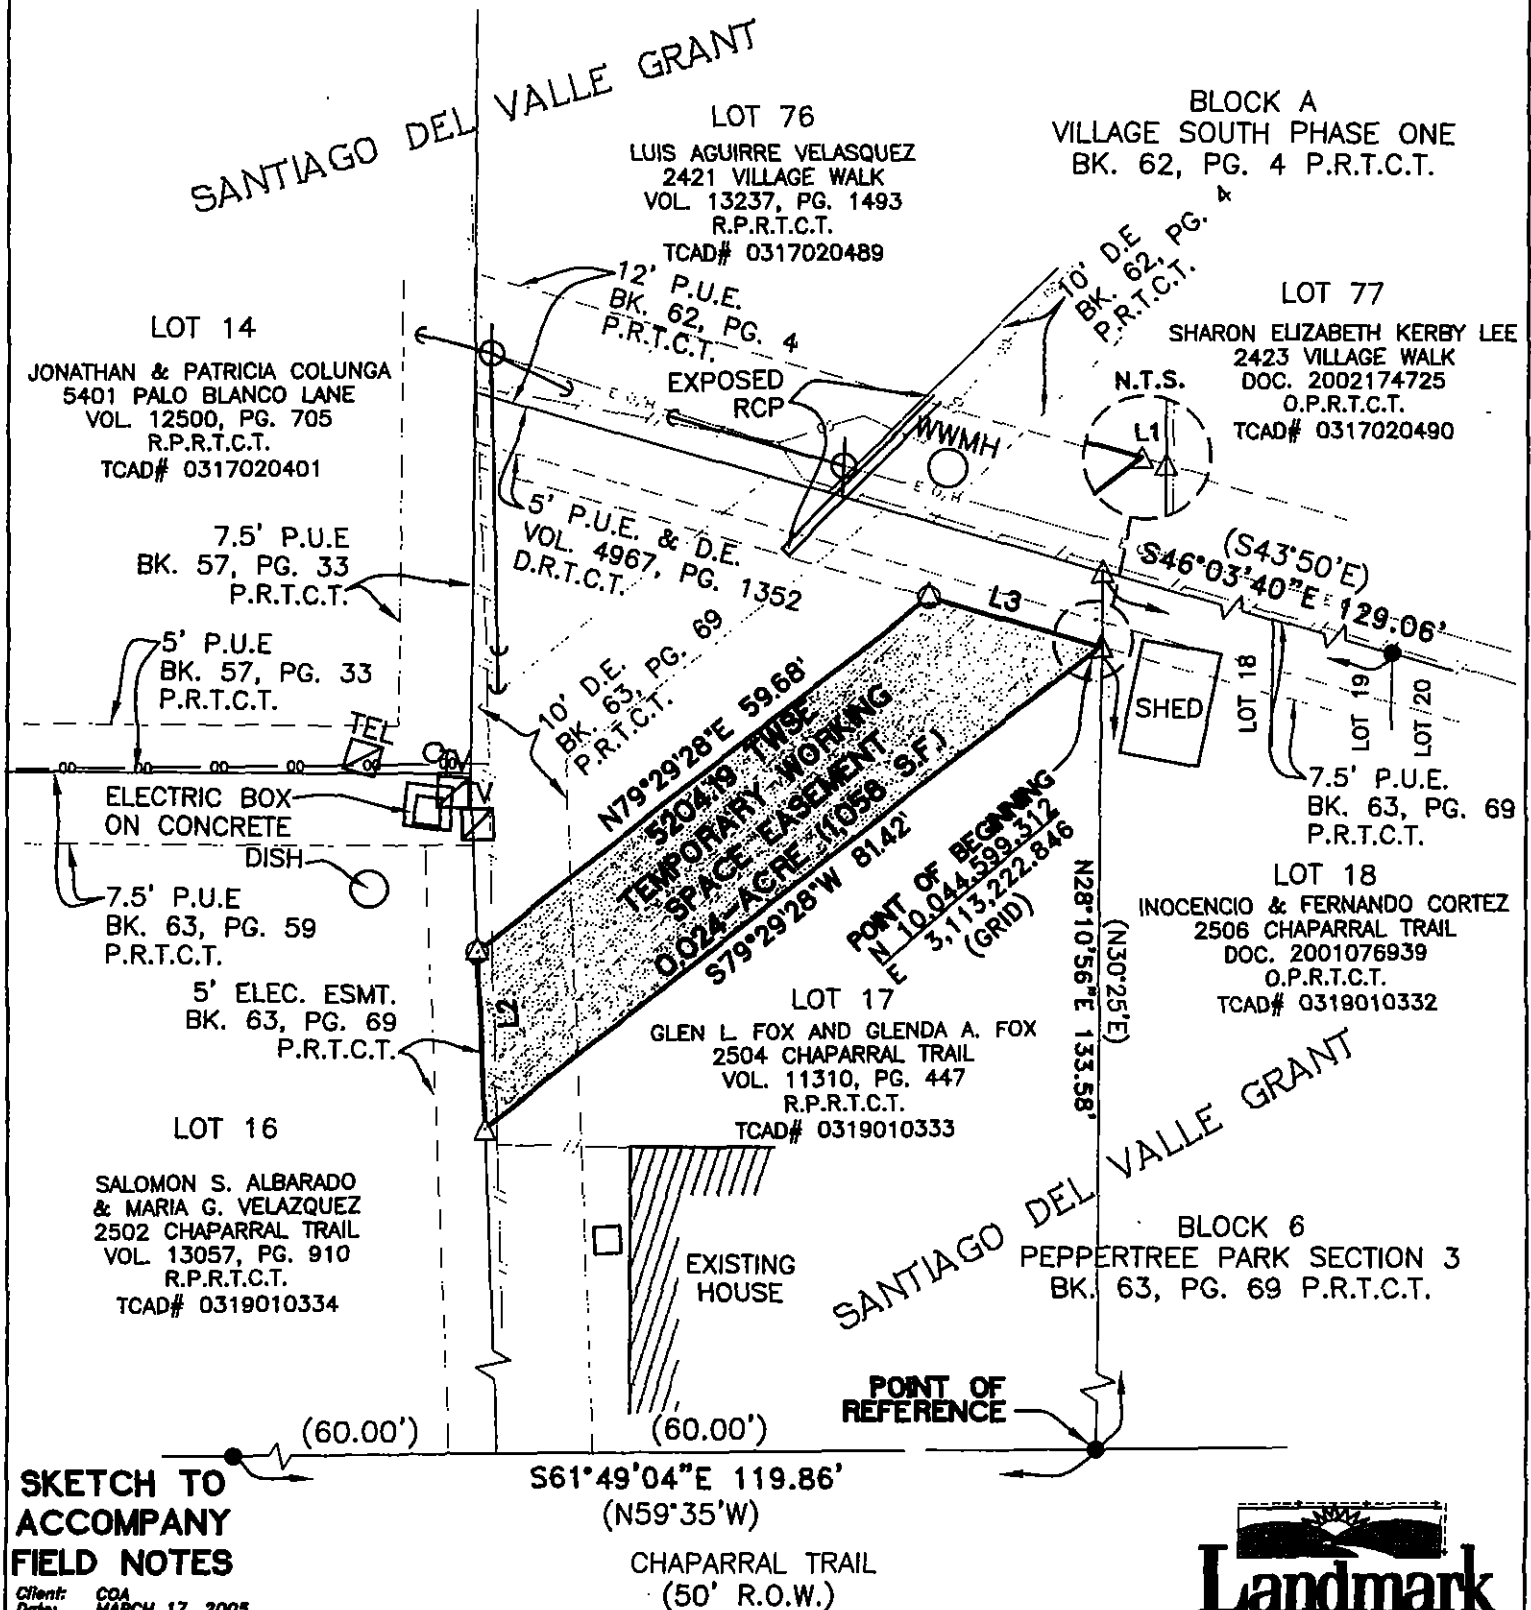 SANTIAGO DEL VALLE GRANT
LOT 76
LUIS AGUIRRE VELASQUEZ
2421 VILLAGE WALK
VOL. 13237, PG. 1493
R.P.R.T.C.T.
TCAD# 0317020489
BLOCK A
VILLAGE SOUTH PHASE ONE
BK. 62, PG. 4 P.R.T.C.T.
12' P.U.E.
BK. 62, PG. 4
P.R.T.C.T.
10' D.E
BK. 62, PG. 4
P.R.T.C.T.
LOT 77
SHARON ELIZABETH KERBY LEE
2423 VILLAGE WALK
DOC. 2002174725
O.P.R.T.C.T.
TCAD# 0317020490
LOT 14
JONATHAN & PATRICIA COLUNGA
5401 PALO BLANCO LANE
VOL. 12500, PG. 705
R.P.R.T.C.T.
TCAD# 0317020401
EXPOSED
RCP
E O/H
WWMH
N.T.S.
L1
E O/H
5' P.U.E. & D.E.
VOL. 4967, PG. 1352
D.R.T.C.T.
7.5' P.U.E
BK. 57, PG. 33
P.R.T.C.T.
(S43°50'E)
S46°03'40"E 129.06'
L3
5' P.U.E
BK. 57, PG. 33
P.R.T.C.T.
10' D.E.
BK. 63, PG. 69
P.R.T.C.T.
SHED
LOT 18
LOT 19
LOT 20
TEL
ELECTRIC BOX
ON CONCRETE
DISH
N79°29'28"E 59.68'
5204.19 TWSE
TEMPORARY WORKING
SPACE EASEMENT
0.024-ACRE (1,058 S.F.)
S79°29'28"W 81.42'
POINT OF BEGINNING
N 10,044,599.312
E 3,113,222.846
(GRID)
7.5' P.U.E.
BK. 63, PG. 69
P.R.T.C.T.
7.5' P.U.E
BK. 63, PG. 59
P.R.T.C.T.
N28°10'56"E 133.58'
(N30°25'E)
LOT 18
INOCENCIO & FERNANDO CORTEZ
2506 CHAPARRAL TRAIL
DOC. 2001076939
O.P.R.T.C.T.
TCAD# 0319010332
5' ELEC. ESMT.
BK. 63, PG. 69
P.R.T.C.T.
L2
LOT 17
GLEN L. FOX AND GLENDA A. FOX
2504 CHAPARRAL TRAIL
VOL. 11310, PG. 447
R.P.R.T.C.T.
TCAD# 0319010333
LOT 16
SALOMON S. ALBARADO
& MARIA G. VELAZQUEZ
2502 CHAPARRAL TRAIL
VOL. 13057, PG. 910
R.P.R.T.C.T.
TCAD# 0319010334
SANTIAGO DEL VALLE GRANT
EXISTING
HOUSE
BLOCK 6
PEPPERTREE PARK SECTION 3
BK. 63, PG. 69 P.R.T.C.T.
POINT OF
REFERENCE
(60.00')
(60.00')
S61°49'04"E 119.86'
(N59°35'W)
CHAPARRAL TRAIL
(50' R.O.W.)
SKETCH TO
ACCOMPANY
FIELD NOTES
Client: COA
Date: MARCH 17, 2005
Landmark